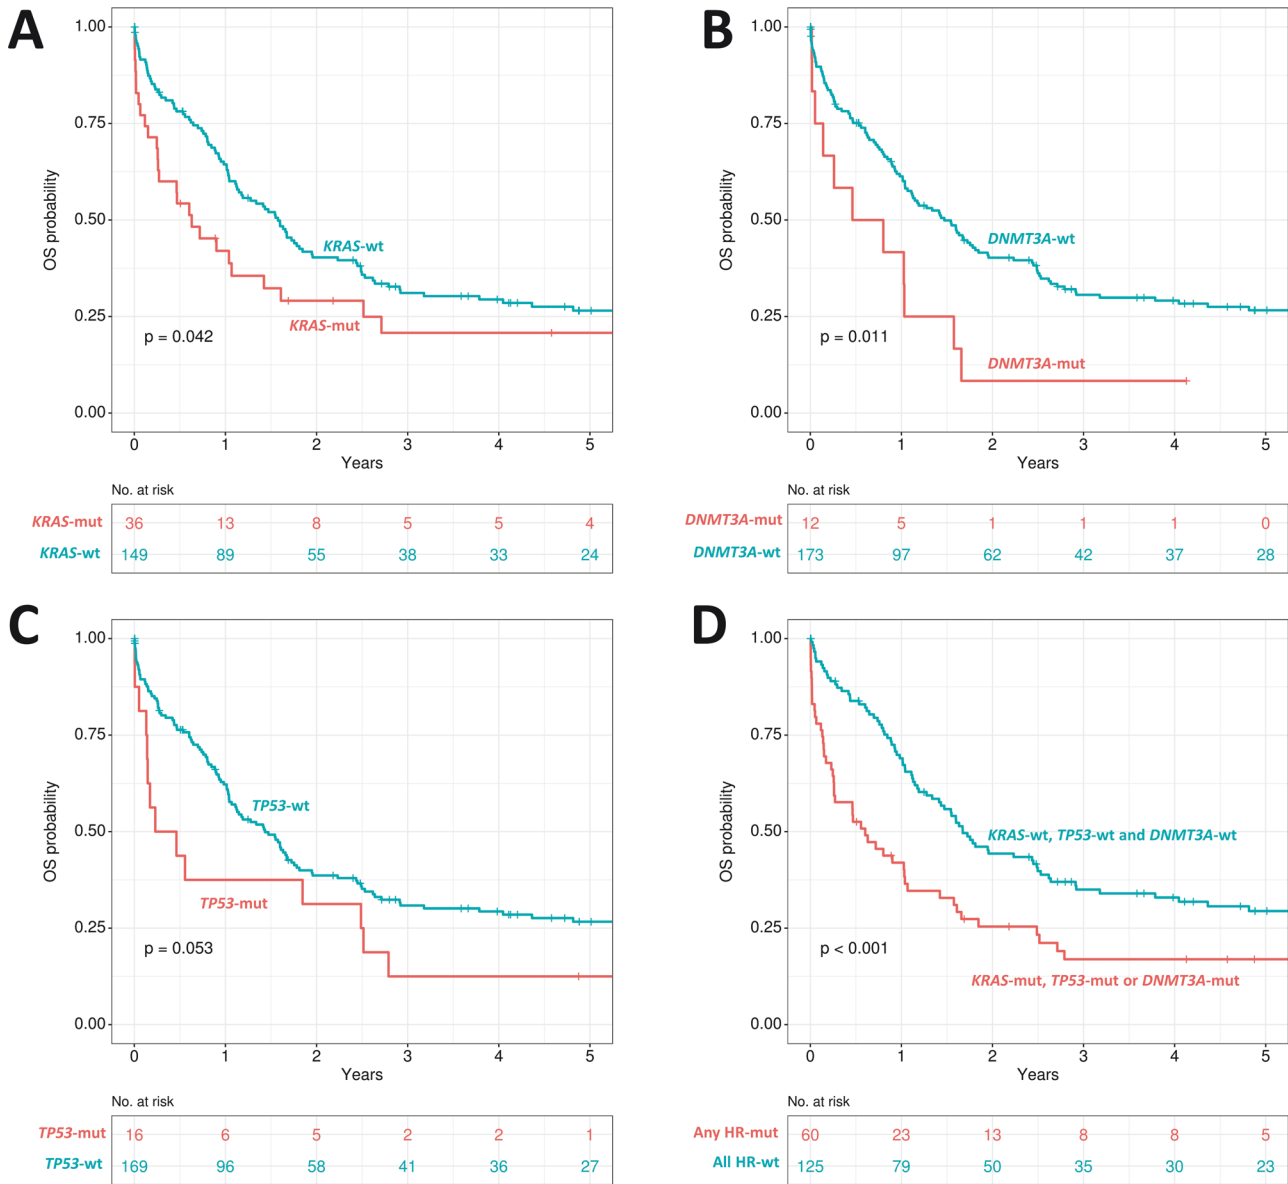 A
1.00
0.75
0.50
0.25
0.00
OS probability
KRAS-wt
KRAS-mut
p = 0.042
0 1 2 3 4 5
Years
No. at risk
KRAS-mut 36 13 8 5 5 4
KRAS-wt 149 89 55 38 33 24
B
1.00
0.75
0.50
0.25
0.00
OS probability
DNMT3A-wt
DNMT3A-mut
p = 0.011
0 1 2 3 4 5
Years
No. at risk
DNMT3A-mut 12 5 1 1 1 0
DNMT3A-wt 173 97 62 42 37 28
C
1.00
0.75
0.50
0.25
0.00
OS probability
TP53-wt
TP53-mut
p = 0.053
0 1 2 3 4 5
Years
No. at risk
TP53-mut 16 6 5 2 2 1
TP53-wt 169 96 58 41 36 27
D
1.00
0.75
0.50
0.25
0.00
OS probability
KRAS-wt, TP53-wt and DNMT3A-wt
p < 0.001
KRAS-mut, TP53-mut or DNMT3A-mut
0 1 2 3 4 5
Years
No. at risk
Any HR-mut 60 23 13 8 8 5
All HR-wt 125 79 50 35 30 23